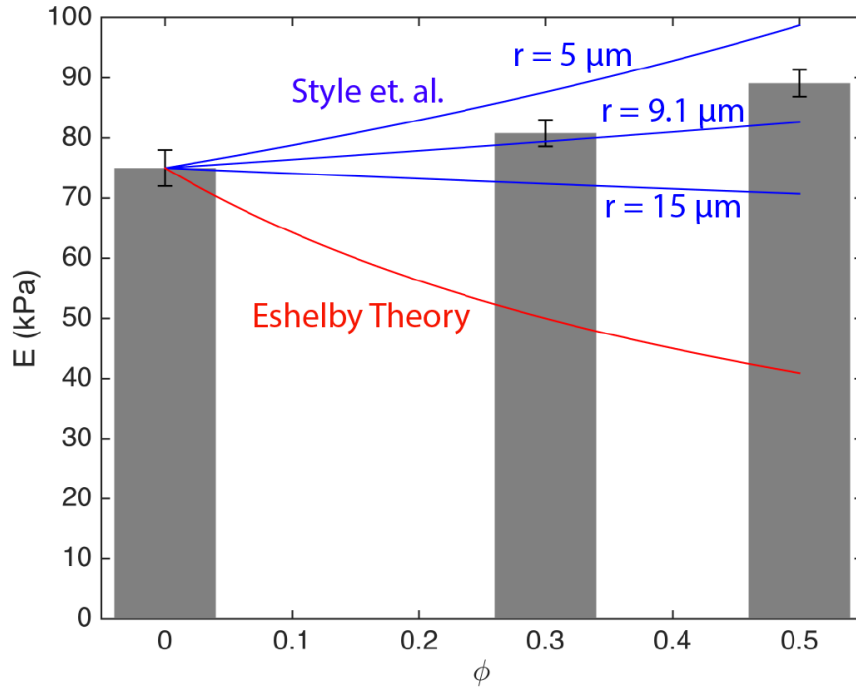 100
90
80
70
60
50
40
30
20
10
0
E (kPa)
Style et. al.
r = 5 µm
r = 9.1 µm
r = 15 µm
Eshelby Theory
0 0.1 0.2 0.3 0.4 0.5
ϕ